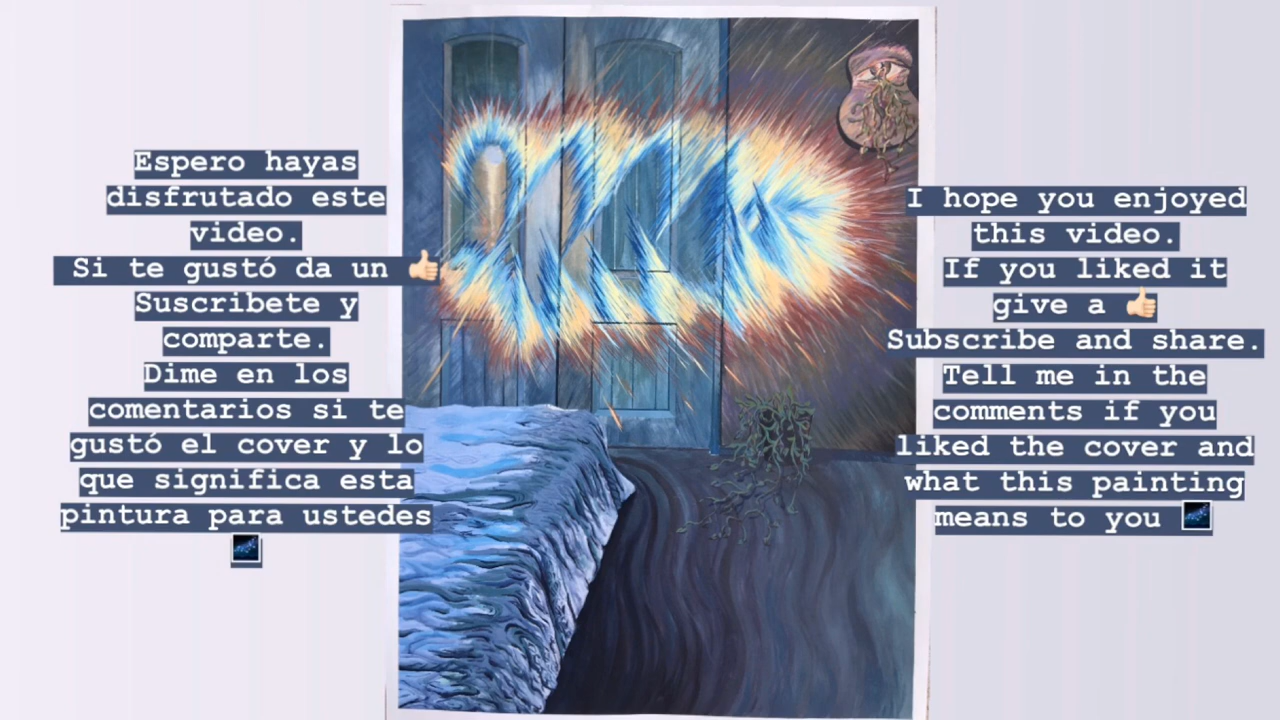 Espero hayas
disfrutado este
video.
Si te gustó da un 👍🏻
Suscribete y
comparte.
Dime en los
comentarios si te
gustó el cover y lo
que significa esta
pintura para ustedes
🌌
I hope you enjoyed
this video.
If you liked it
give a 👍🏻
Subscribe and share.
Tell me in the
comments if you
liked the cover and
what this painting
means to you 🌌